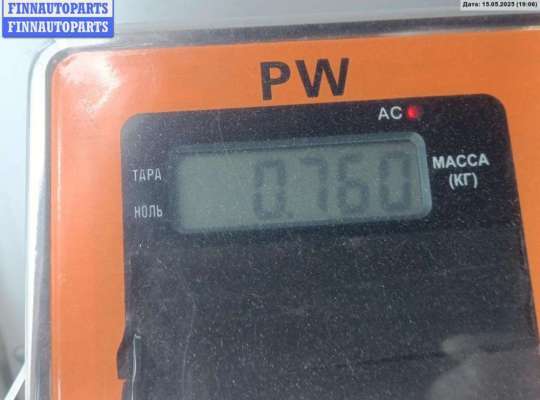 FINNAUTOPARTS
FINNAUTOPARTS
Дата: 15.05.2025 (19:06)
PW
AC
ТАРА
НОЛЬ
0.760
МАССА
(КГ)